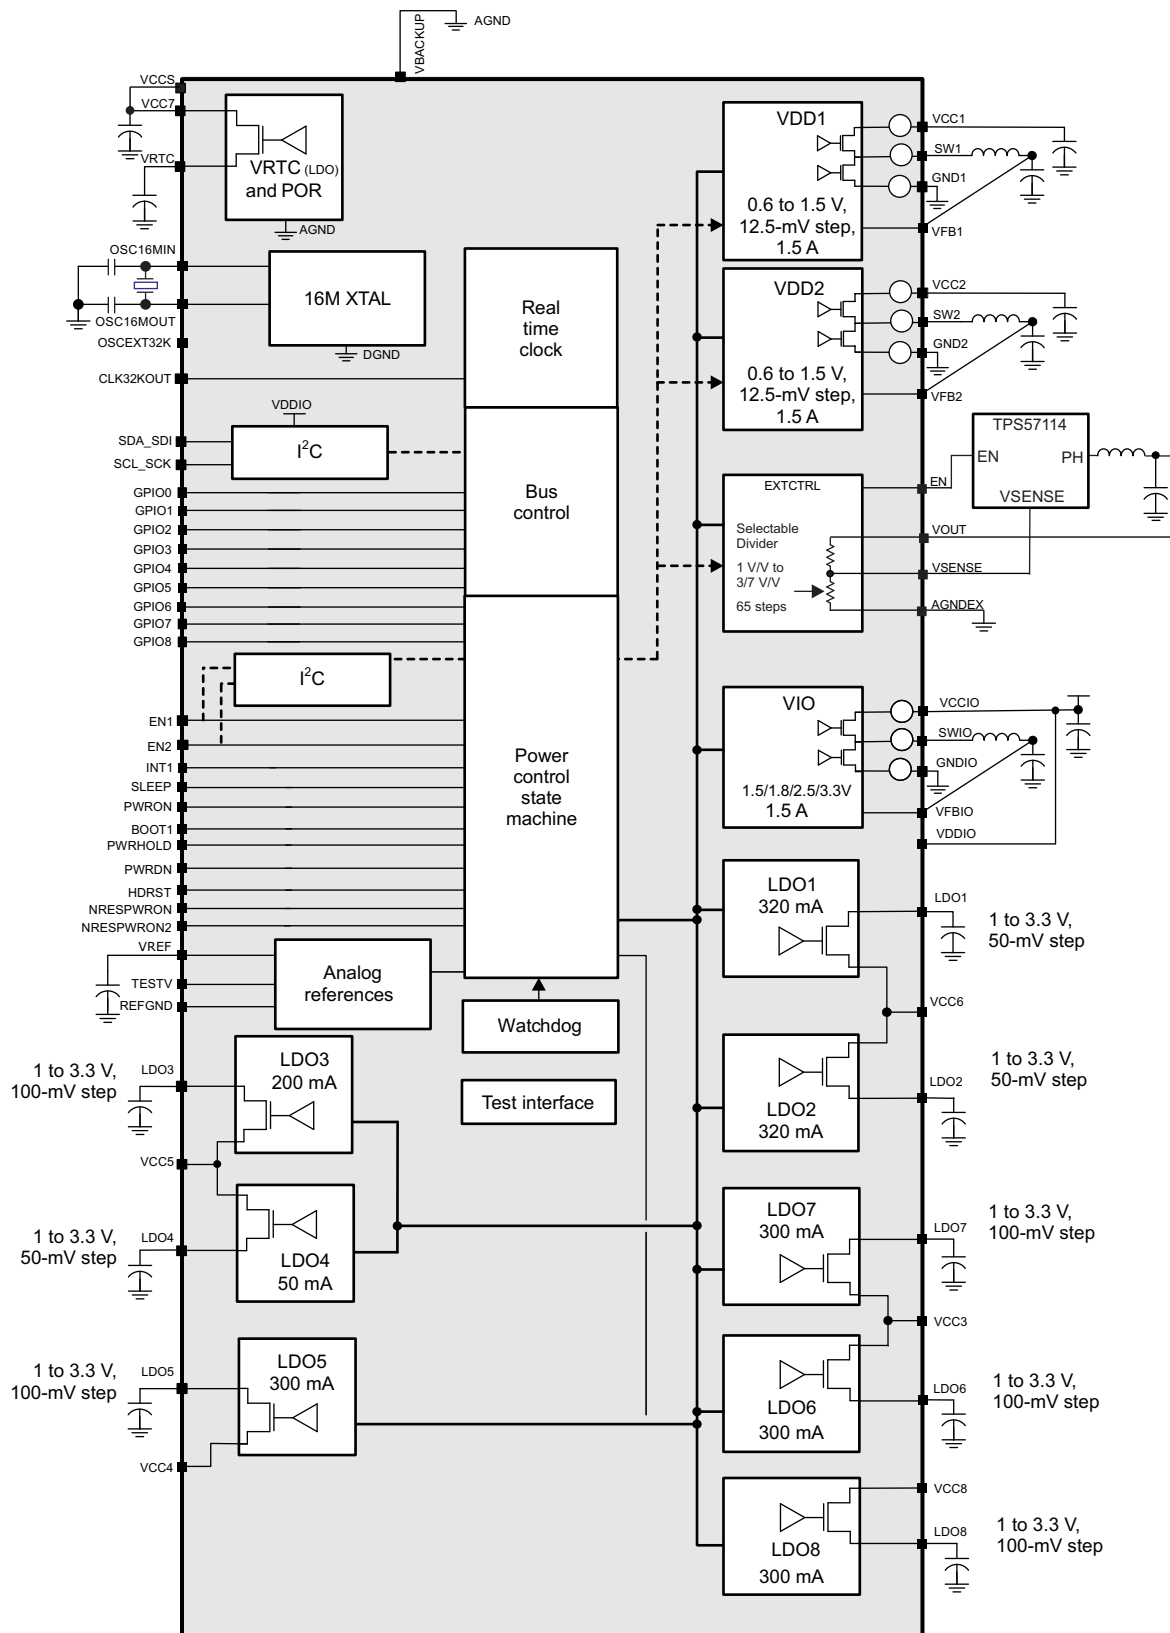 VBACKUP
AGND
VCCS
VCC7
VRTC
VRTC (LDO)
and POR
AGND
OSC16MIN
16M XTAL
OSC16MOUT
DGND
OSCEXT32K
CLK32KOUT
VDDIO
SDA_SDI
I²C
SCL_SCK
GPIO0
GPIO1
GPIO2
GPIO3
GPIO4
GPIO5
GPIO6
GPIO7
GPIO8
I²C
EN1
EN2
INT1
SLEEP
PWRON
BOOT1
PWRHOLD
PWRDN
HDRST
NRESPWRON
NRESPWRON2
VREF
TESTV
REFGND
Analog
references
Real
time
clock
Bus
control
Power
control
state
machine
Watchdog
Test interface
1 to 3.3 V,
100-mV step
LDO3
LDO3
200 mA
VCC5
1 to 3.3 V,
50-mV step
LDO4
LDO4
50 mA
1 to 3.3 V,
100-mV step
LDO5
LDO5
300 mA
VCC4
VDD1
0.6 to 1.5 V,
12.5-mV step,
1.5 A
VCC1
SW1
GND1
VFB1
VDD2
0.6 to 1.5 V,
12.5-mV step,
1.5 A
VCC2
SW2
GND2
VFB2
TPS57114
EN
PH
VSENSE
EXTCTRL
Selectable
Divider
1 V/V to
3/7 V/V
65 steps
EN
VOUT
VSENSE
AGNDEX
VIO
1.5/1.8/2.5/3.3V
1.5 A
VCCIO
SWIO
GNDIO
VFBIO
VDDIO
LDO1
320 mA
LDO1
1 to 3.3 V,
50-mV step
VCC6
LDO2
320 mA
LDO2
1 to 3.3 V,
50-mV step
LDO7
300 mA
LDO7
1 to 3.3 V,
100-mV step
VCC3
LDO6
300 mA
LDO6
1 to 3.3 V,
100-mV step
VCC8
LDO8
300 mA
LDO8
1 to 3.3 V,
100-mV step